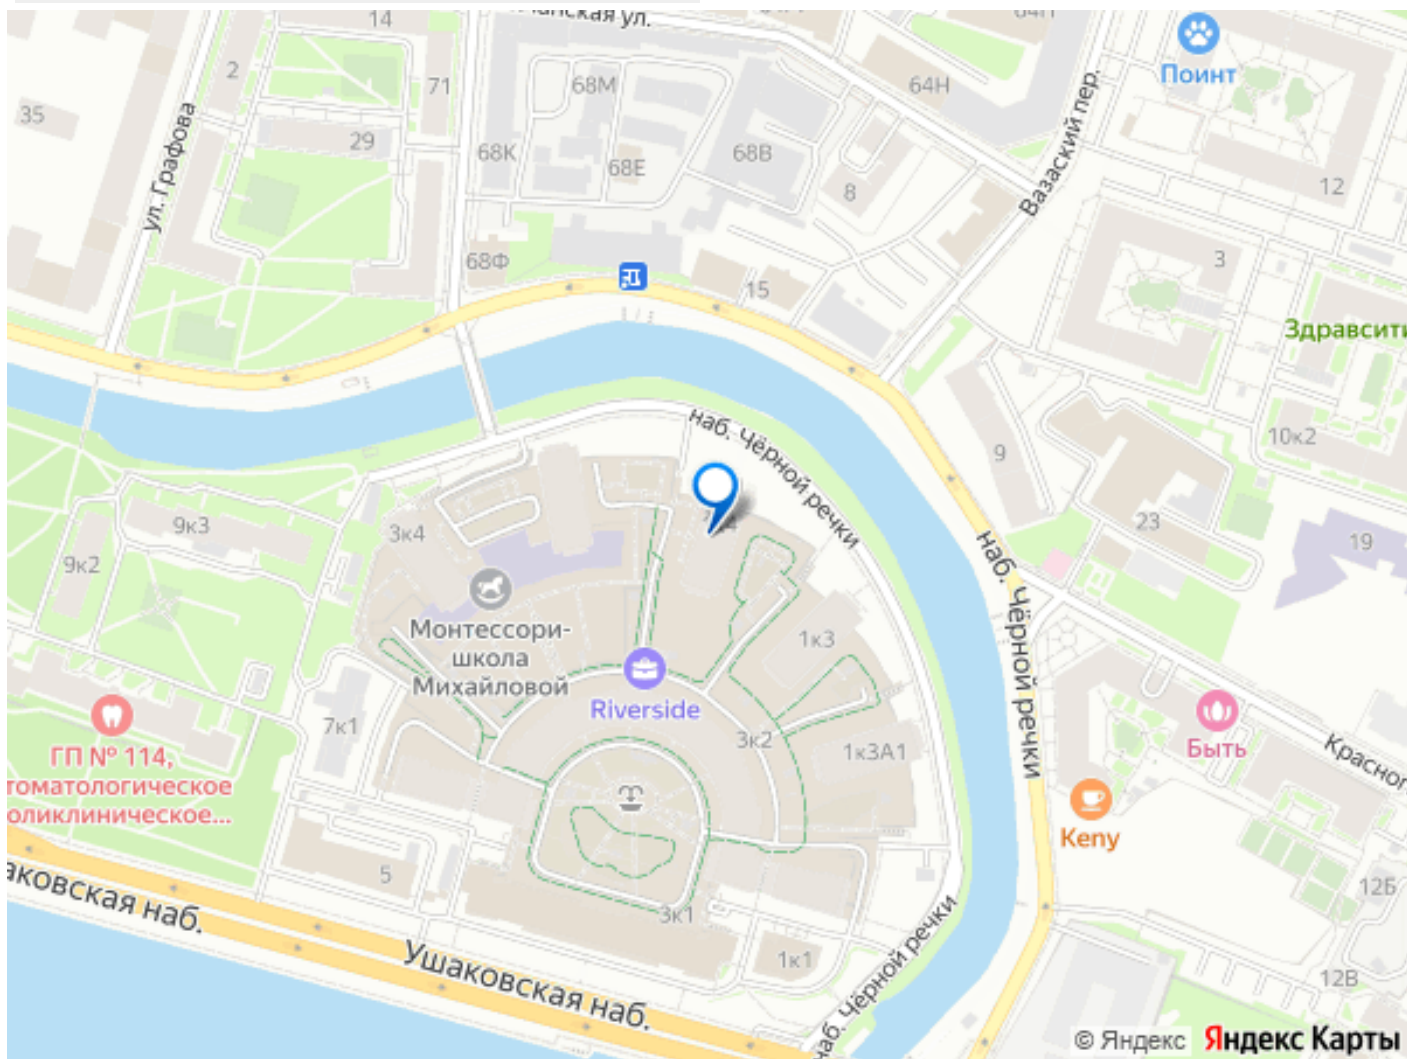 14
64Н
2
71
68М
Поинт
35
29
ул. Графова
68К
68Е
68В
8
Вазаский пер.
12
68Ф
15
3
Здравсити
наб. Чёрной речки
9
10к2
9к3
3к4
23
19
9к2
наб. Чёрной речки
Монтессори-
школа
Михайловой
1к3
7к1
Riverside
3к2
1к3А1
Быть
ГП № 114,
томатологическое
оликлиническое...
Keny
5
12Б
аковская наб.
3к1
Ушаковская наб.
1к1
наб. Чёрной речки
12В
© Яндекс Яндекс Карты